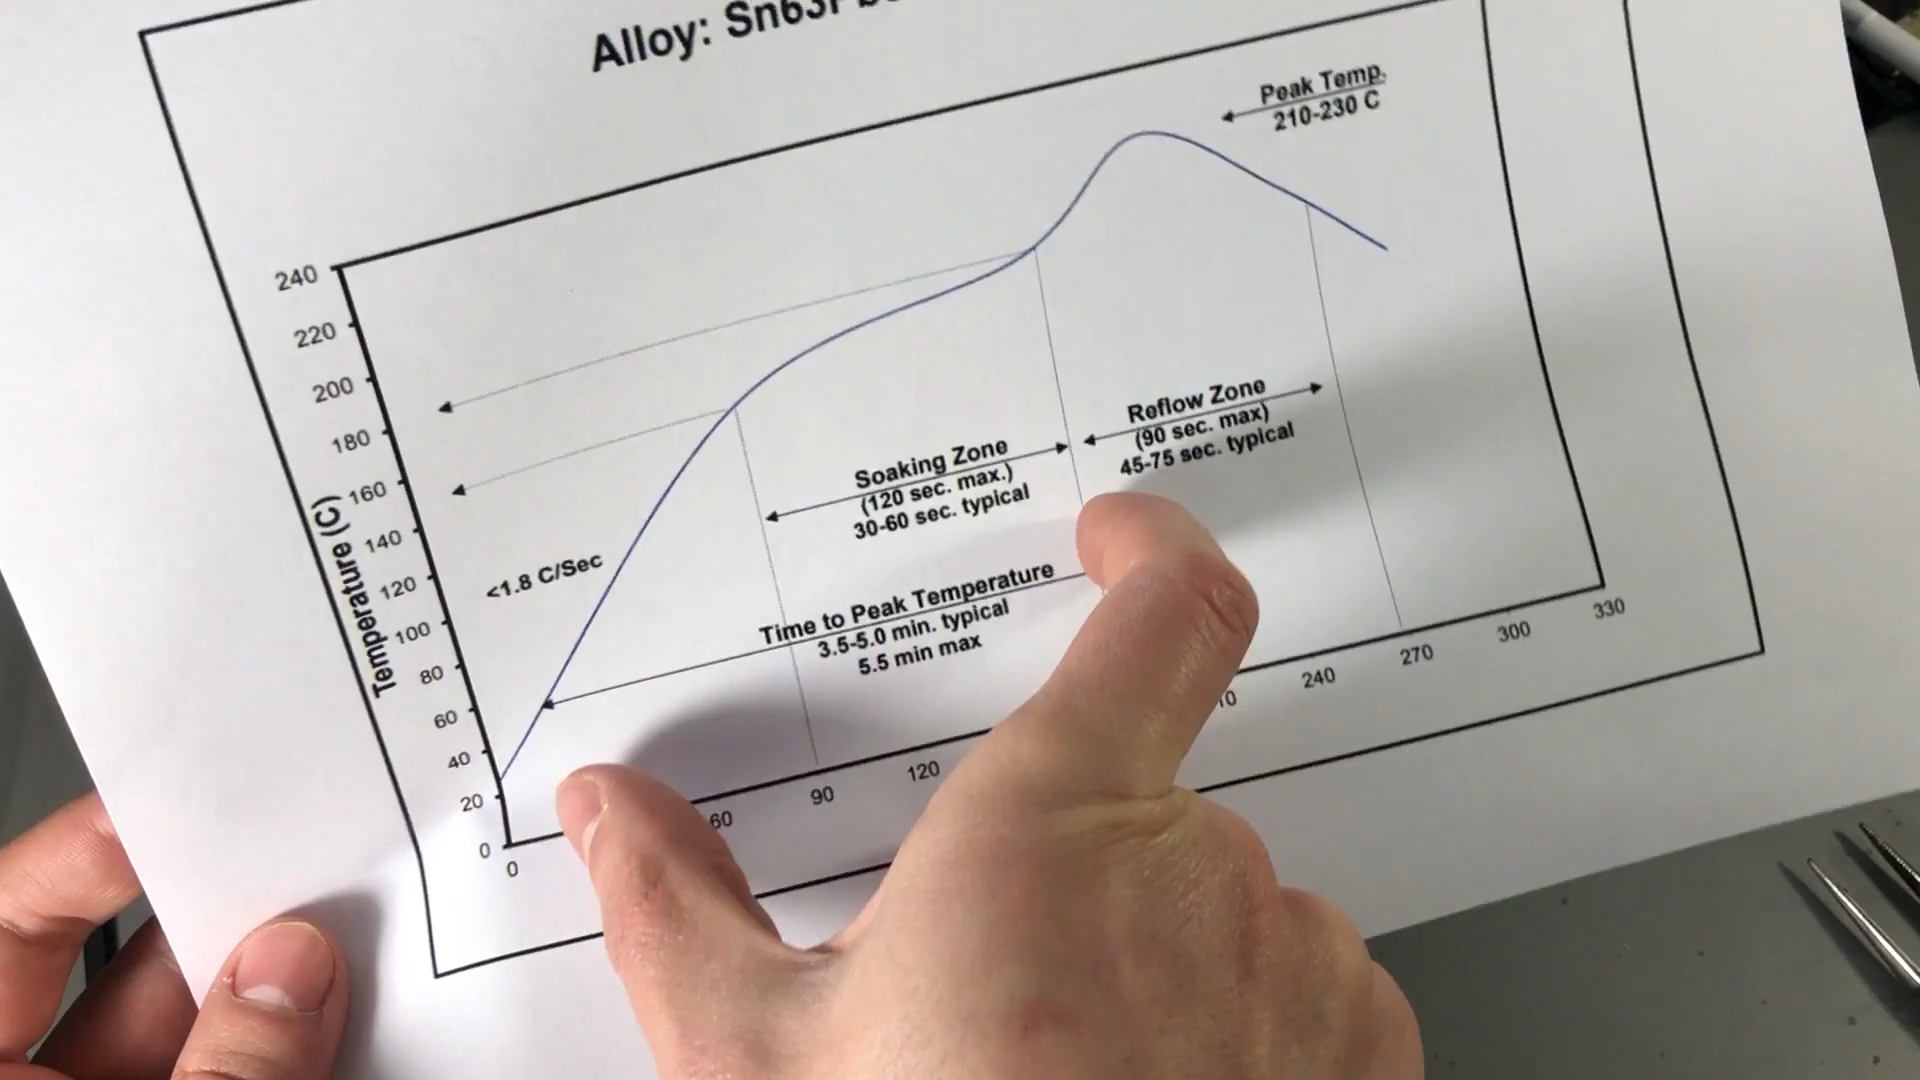 Alloy: Sn63
Peak Temp.
210-230 C
240
220
200
180
160
140
120
100
80
60
40
20
0
Temperature (C)
<1.8 C/Sec
Soaking Zone
(120 sec. max.)
30-60 sec. typical
Reflow Zone
(90 sec. max)
45-75 sec. typical
Time to Peak Temperature
3.5-5.0 min. typical
5.5 min max
0 60 90 120 240 270 300 330